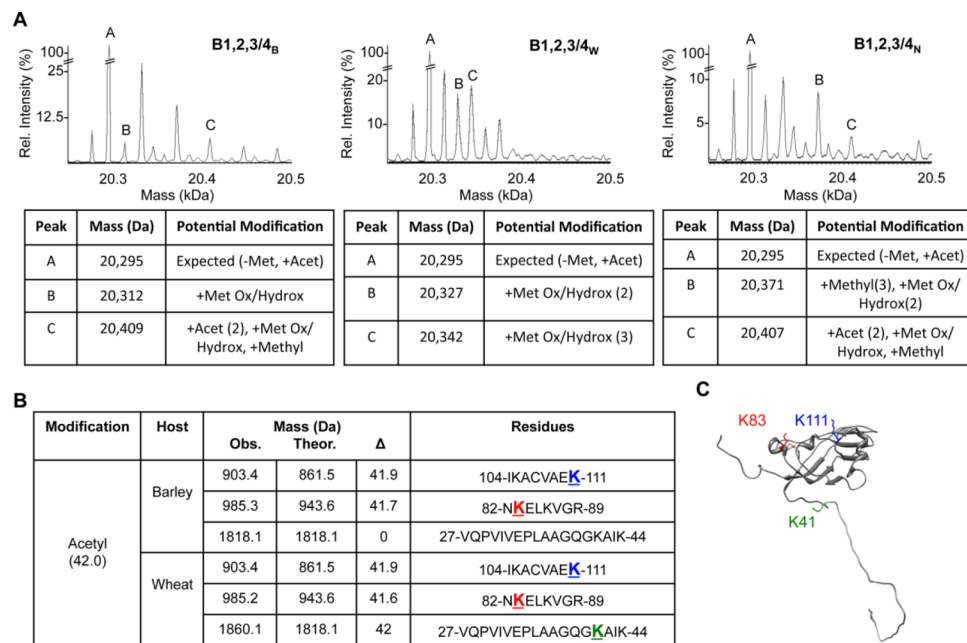 A
B1,2,3/4B
Rel. Intensity (%)
100
25
12.5
A
B
C
20.3 20.4 20.5
Mass (kDa)
B1,2,3/4W
Rel. Intensity (%)
100
20
10
A
B
C
20.3 20.4 20.5
Mass (kDa)
B1,2,3/4N
Rel. Intensity (%)
100
10
5
A
B
C
20.3 20.4 20.5
Mass (kDa)
Peak Mass (Da) Potential Modification
A 20,295 Expected (-Met, +Acet)
B 20,312 +Met Ox/Hydrox
C 20,409 +Acet (2), +Met Ox/
Hydrox, +Methyl
Peak Mass (Da) Potential Modification
A 20,295 Expected (-Met, +Acet)
B 20,327 +Met Ox/Hydrox (2)
C 20,342 +Met Ox/Hydrox (3)
Peak Mass (Da) Potential Modification
A 20,295 Expected (-Met, +Acet)
B 20,371 +Methyl(3), +Met Ox/
Hydrox(2)
C 20,407 +Acet (2), +Met Ox/
Hydrox, +Methyl
B
Modification Host Mass (Da) Residues
Obs. Theor. Δ
Acetyl
(42.0)
Barley
903.4 861.5 41.9 104-IKACVAEK-111
985.3 943.6 41.7 82-NKELKVGR-89
1818.1 1818.1 0 27-VQPVIVEPLAAGQGKAIK-44
Wheat
903.4 861.5 41.9 104-IKACVAEK-111
985.2 943.6 41.6 82-NKELKVGR-89
1860.1 1818.1 42 27-VQPVIVEPLAAGQGKAIK-44
C
K83
K111
K41